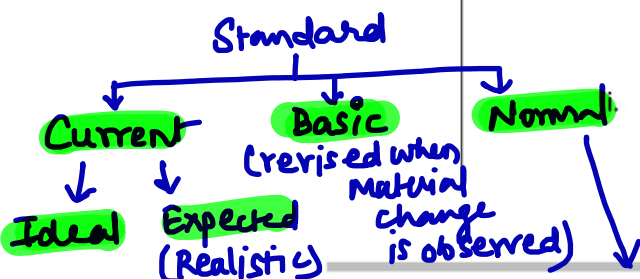 Standard
Current Basic Normal i.
(revised when
Material
change
is observed)
Ideal Expected
(Realistic)